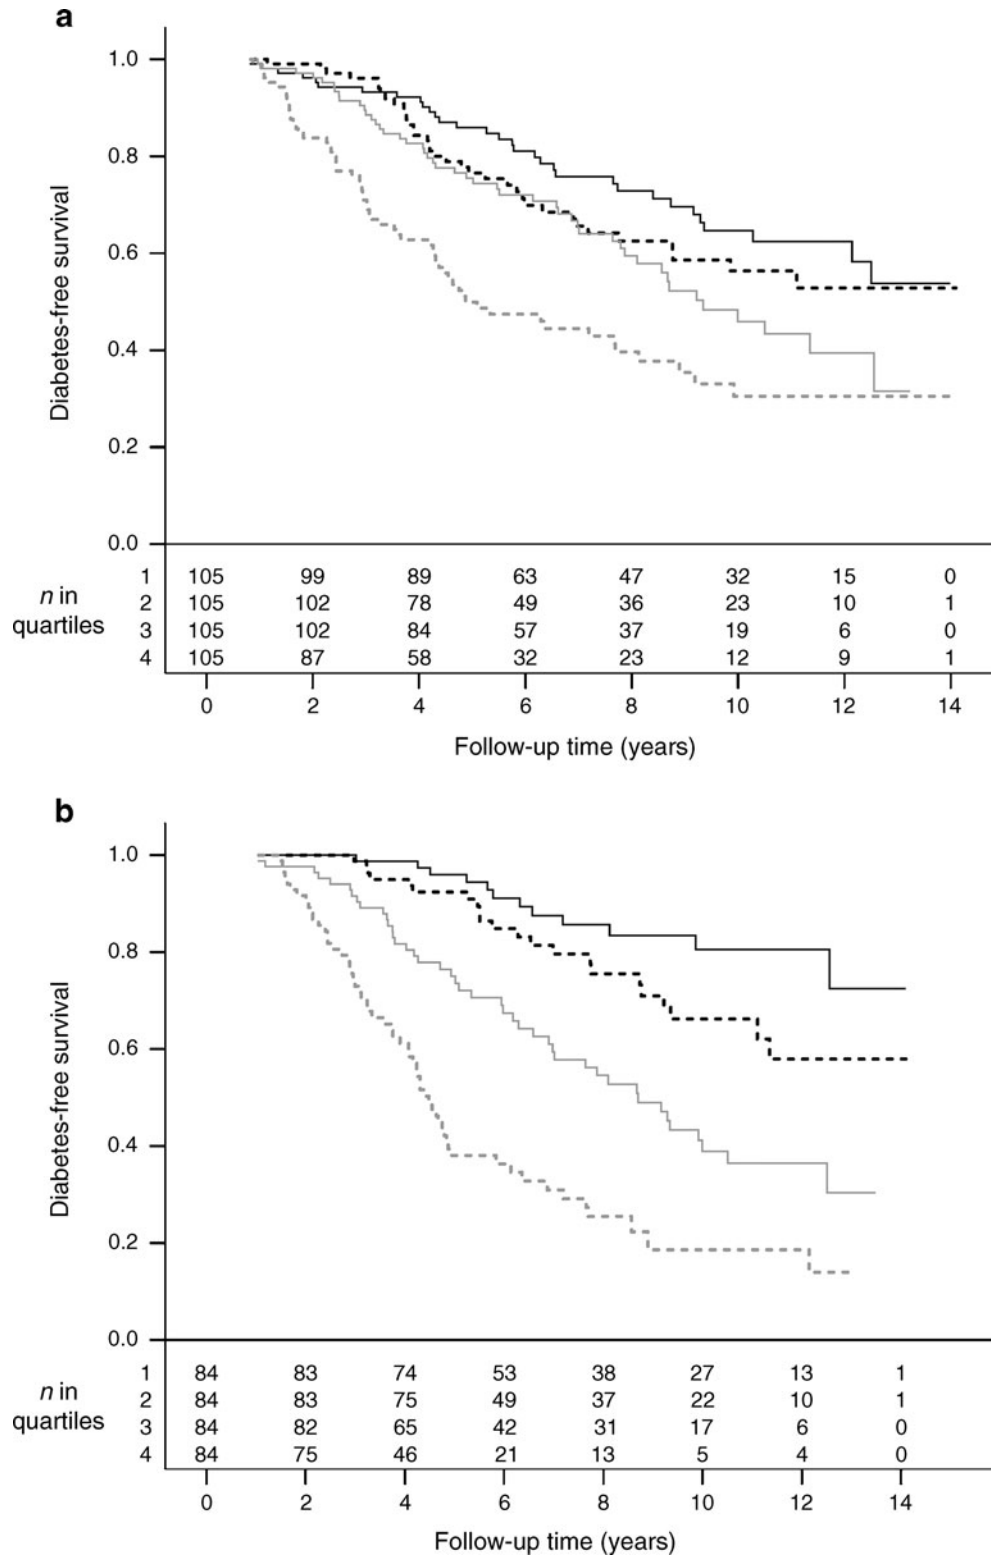 a
1.0
0.8
0.6
0.4
0.2
0.0
Diabetes-free survival
n in quartiles
1 105 99 89 63 47 32 15 0
2 105 102 78 49 36 23 10 1
3 105 102 84 57 37 19 6 0
4 105 87 58 32 23 12 9 1
0 2 4 6 8 10 12 14
Follow-up time (years)
b
1.0
0.8
0.6
0.4
0.2
0.0
Diabetes-free survival
n in quartiles
1 84 83 74 53 38 27 13 1
2 84 83 75 49 37 22 10 1
3 84 82 65 42 31 17 6 0
4 84 75 46 21 13 5 4 0
0 2 4 6 8 10 12 14
Follow-up time (years)